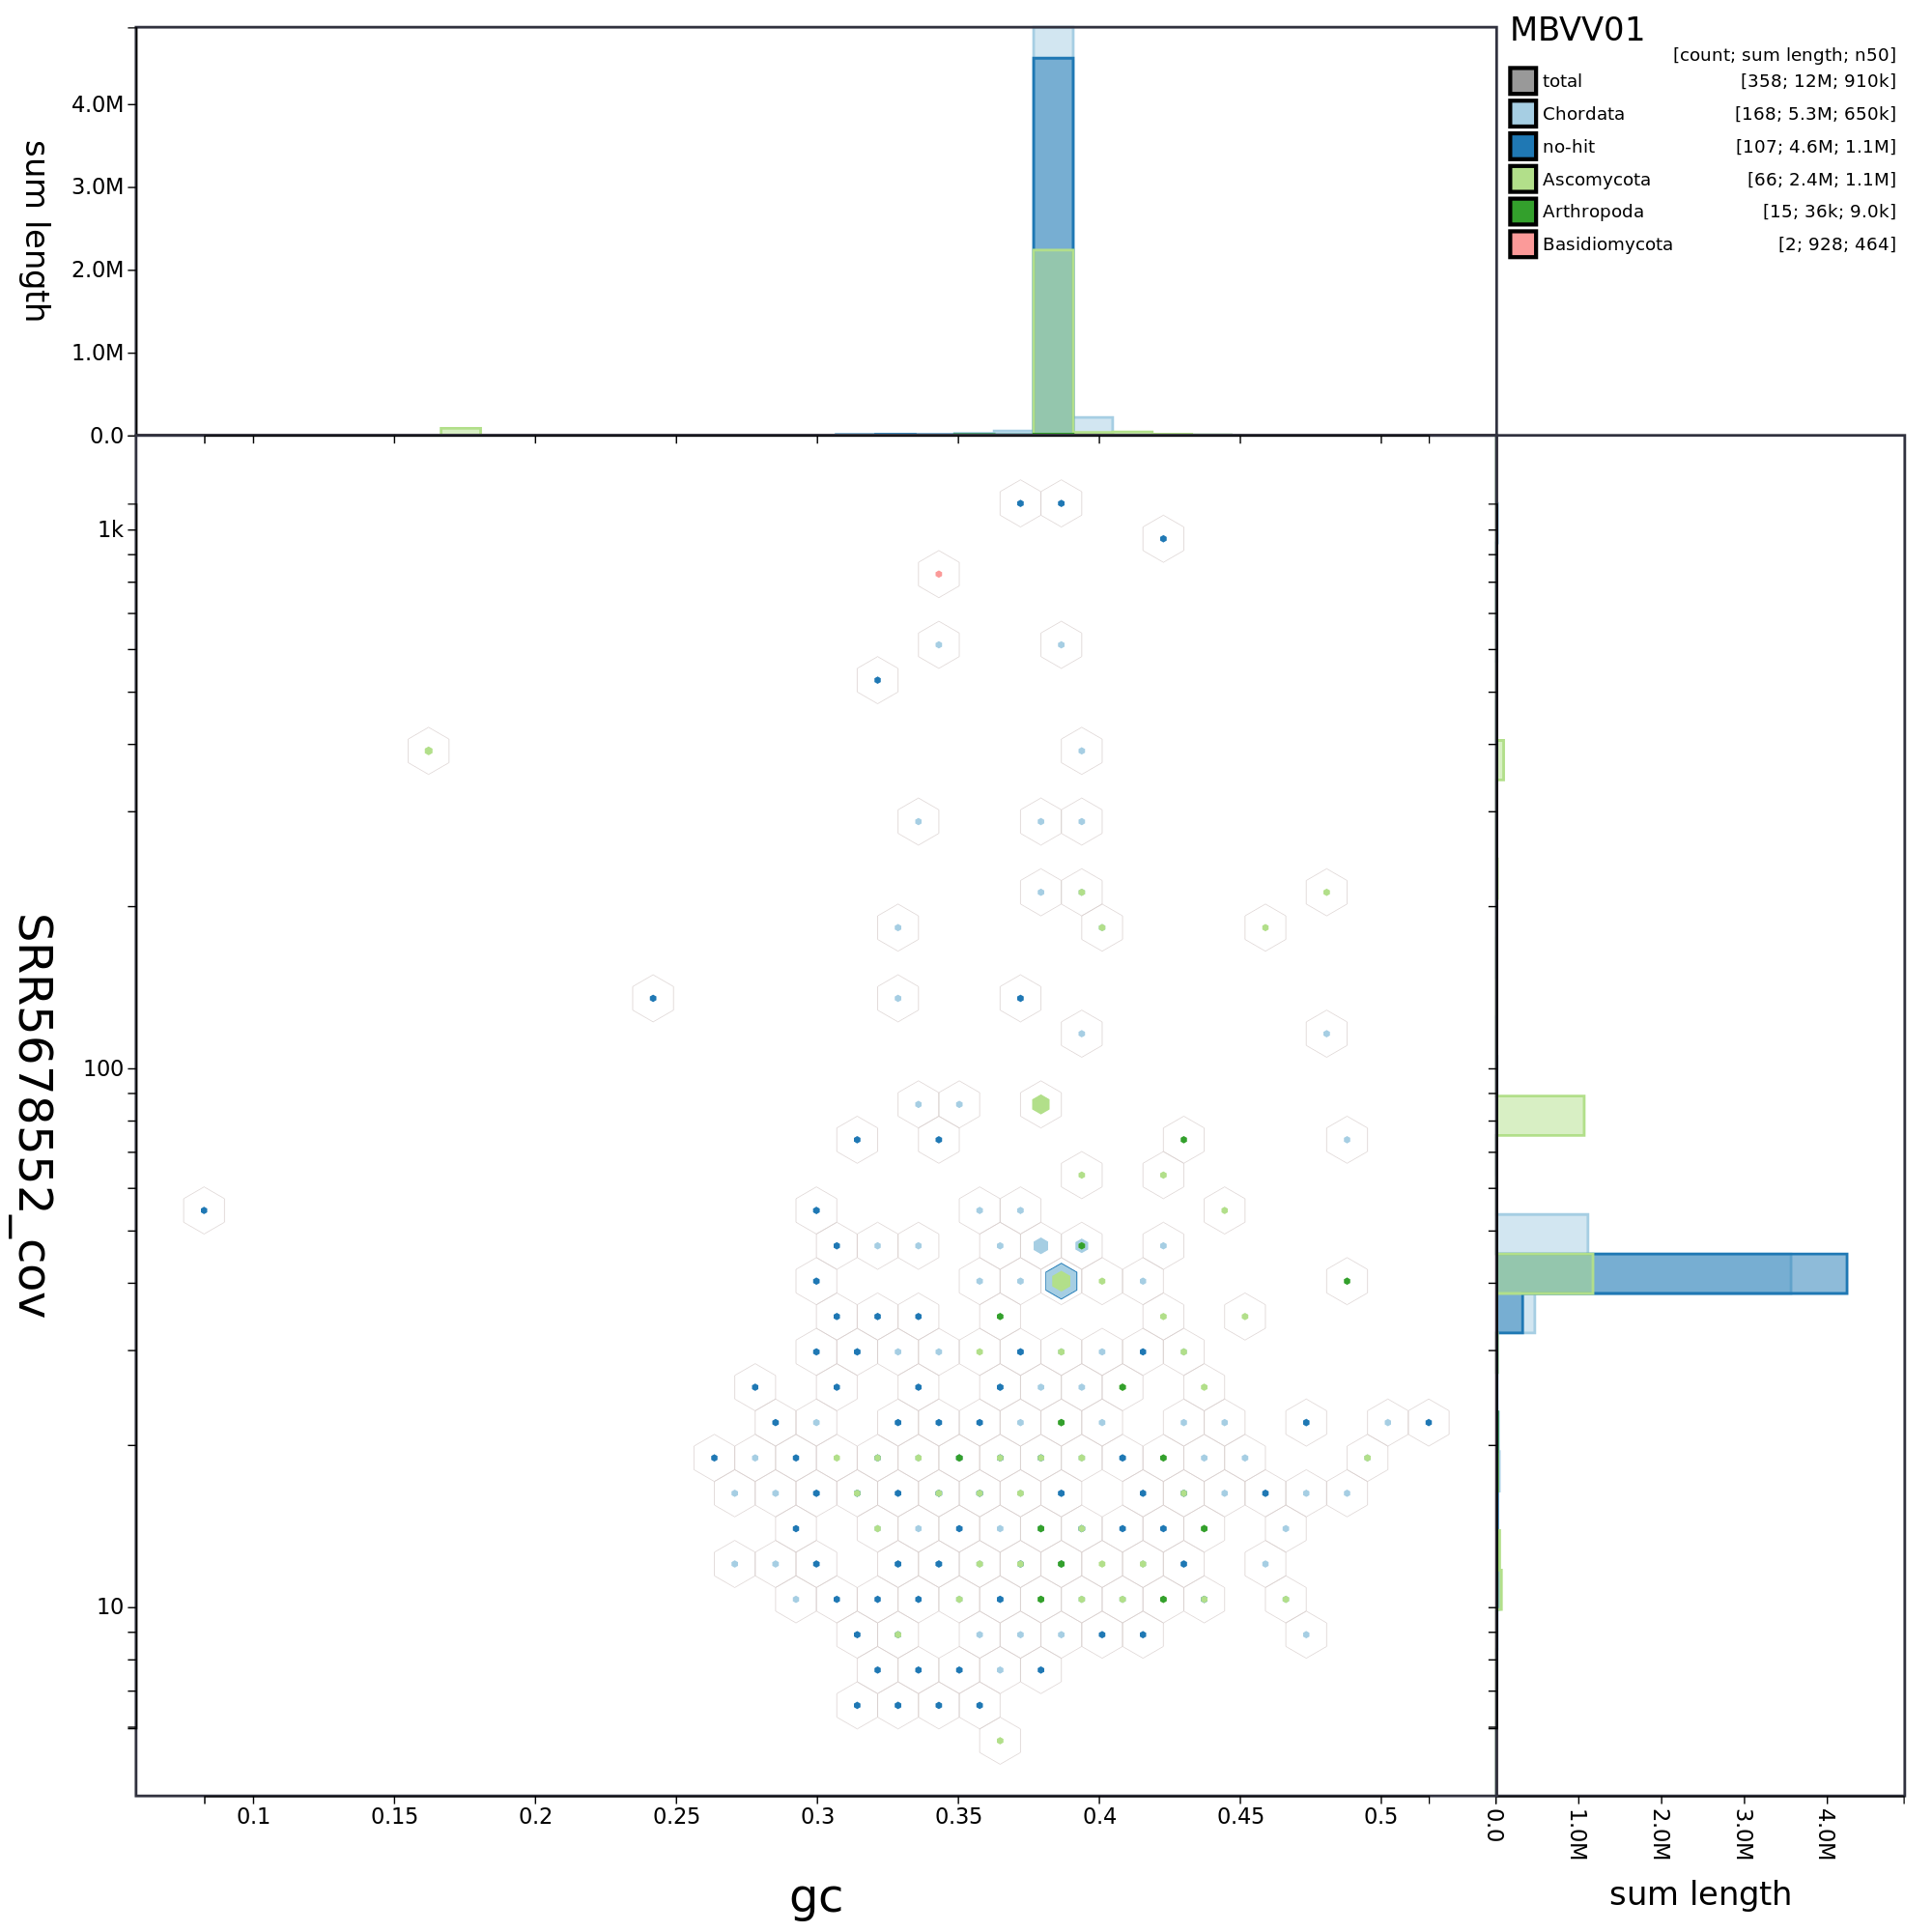 MBVV01
[count; sum length; n50]
total [358; 12M; 910k]
Chordata [168; 5.3M; 650k]
no-hit [107; 4.6M; 1.1M]
Ascomycota [66; 2.4M; 1.1M]
Arthropoda [15; 36k; 9.0k]
Basidiomycota [2; 928; 464]
sum length
4.0M
3.0M
2.0M
1.0M
0.0
SRR5678552_cov
1k
100
10
0.1 0.15 0.2 0.25 0.3 0.35 0.4 0.45 0.5
gc
0.0 1.0M 2.0M 3.0M 4.0M
sum length